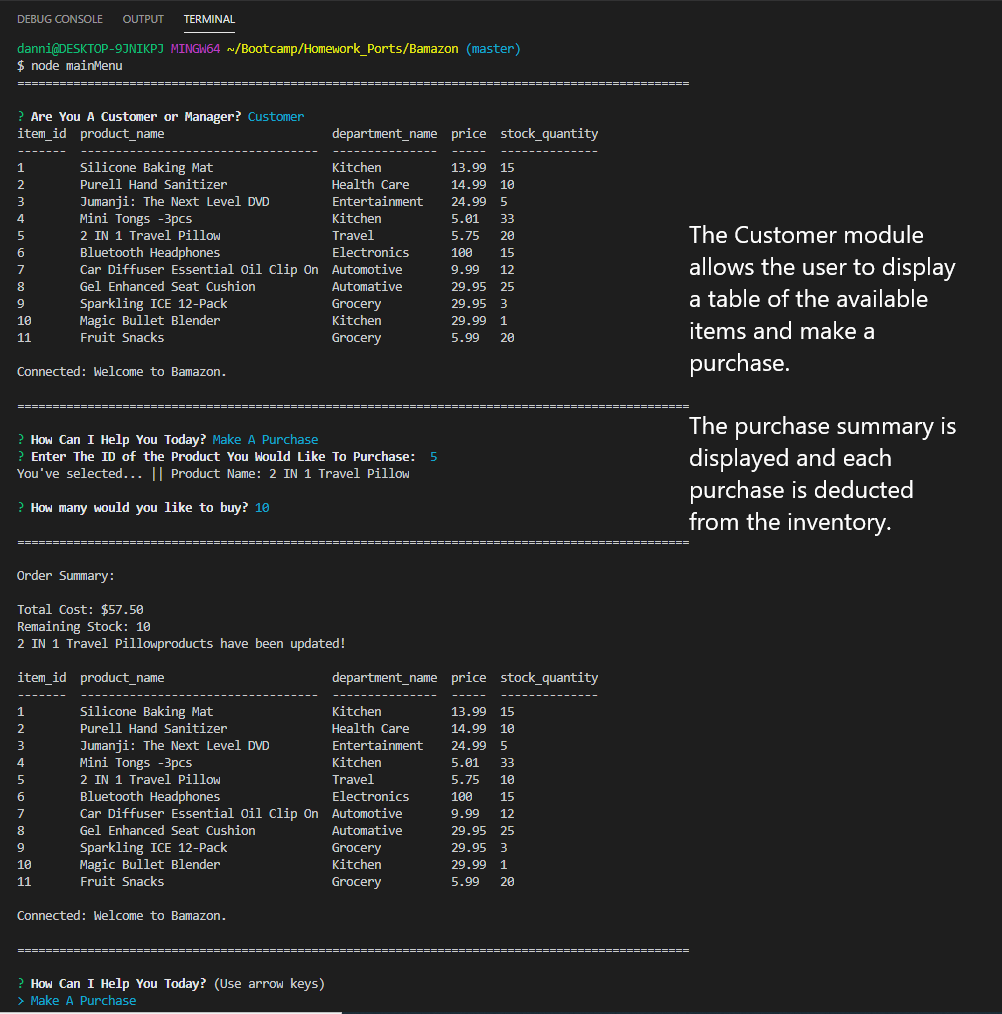 DEBUG CONSOLE OUTPUT TERMINAL
danni@DESKTOP-9JNIKPJ MINGW64 ~/Bootcamp/Homework_Ports/Bamazon (master)
$ node mainMenu
================================================================================================
? Are You A Customer or Manager? Customer
item_id  product_name                        department_name  price  stock_quantity
-------  ----------------------------------  ---------------  -----  --------------
1        Silicone Baking Mat                 Kitchen          13.99  15
2        Purell Hand Sanitizer               Health Care      14.99  10
3        Jumanji: The Next Level DVD         Entertainment    24.99  5
4        Mini Tongs -3pcs                    Kitchen          5.01   33
5        2 IN 1 Travel Pillow                Travel           5.75   20
6        Bluetooth Headphones                Electronics      100    15
7        Car Diffuser Essential Oil Clip On  Automotive       9.99   12
8        Gel Enhanced Seat Cushion           Automative       29.95  25
9        Sparkling ICE 12-Pack               Grocery          29.95  3
10       Magic Bullet Blender                Kitchen          29.99  1
11       Fruit Snacks                        Grocery          5.99   20
Connected: Welcome to Bamazon.
================================================================================================
? How Can I Help You Today? Make A Purchase
? Enter The ID of the Product You Would Like To Purchase:  5
You've selected... || Product Name: 2 IN 1 Travel Pillow
? How many would you like to buy? 10
================================================================================================
Order Summary:
Total Cost: $57.50
Remaining Stock: 10
2 IN 1 Travel Pillowproducts have been updated!
item_id  product_name                        department_name  price  stock_quantity
-------  ----------------------------------  ---------------  -----  --------------
1        Silicone Baking Mat                 Kitchen          13.99  15
2        Purell Hand Sanitizer               Health Care      14.99  10
3        Jumanji: The Next Level DVD         Entertainment    24.99  5
4        Mini Tongs -3pcs                    Kitchen          5.01   33
5        2 IN 1 Travel Pillow                Travel           5.75   10
6        Bluetooth Headphones                Electronics      100    15
7        Car Diffuser Essential Oil Clip On  Automotive       9.99   12
8        Gel Enhanced Seat Cushion           Automative       29.95  25
9        Sparkling ICE 12-Pack               Grocery          29.95  3
10       Magic Bullet Blender                Kitchen          29.99  1
11       Fruit Snacks                        Grocery          5.99   20
Connected: Welcome to Bamazon.
================================================================================================
? How Can I Help You Today? (Use arrow keys)
> Make A Purchase
The Customer module
allows the user to display
a table of the available
items and make a
purchase.
The purchase summary is
displayed and each
purchase is deducted
from the inventory.